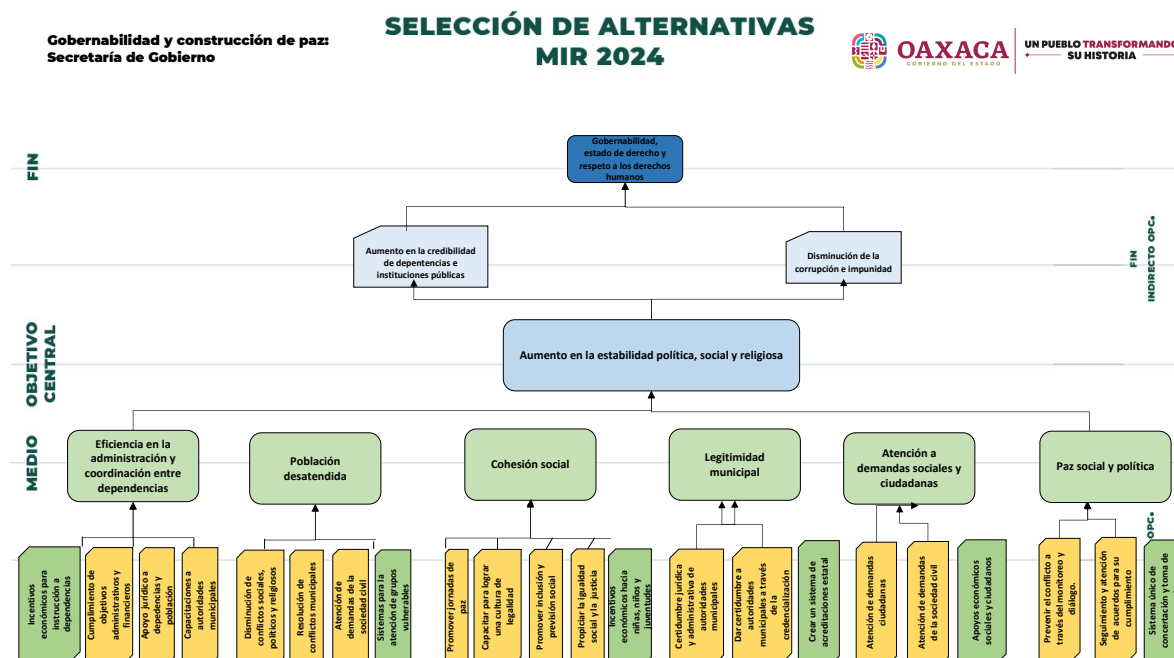 Gobernabilidad y construcción de paz:
Secretaría de Gobierno
SELECCIÓN DE ALTERNATIVAS
MIR 2024
OAXACA
GOBIERNO DEL ESTADO
UN PUEBLO TRANSFORMANDO
SU HISTORIA
FIN
Gobernabilidad,
estado de derecho y
respeto a los derechos
humanos
Aumento en la credibilidad
de depentencias e
instituciones públicas
Disminución de la
corrupción e impunidad
FIN
INDIRECTO OPC.
OBJETIVO
CENTRAL
Aumento en la estabilidad política, social y religiosa
MEDIO
Eficiencia en la
administración y
coordinación entre
dependencias
Población
desatendida
Cohesión social
Legitimidad
municipal
Atención a
demandas sociales y
ciudadanas
Paz social y política
OPC.
Incentivos
económicos para
instrucción a
dependencias
Cumplimiento de
objetivos
administrativos y
financieros
Apoyo jurídico a
dependencias y
población
Capacitaciones a
autoridades
municipales
Disminución de
conflictos sociales,
políticos y religiosos
Resolución de
conflictos municipales
Atención de
demandas de la
sociedad civil
Sistemas para la
atención de grupos
vulnerables
Promover jornadas de
paz
Capacitar para lograr
una cultura de
legalidad
Promover inclusión y
previsión social
Propiciar la igualdad
social y la justicia
Incentivos
económicos hacia
niñas, niños y
juventudes
Certidumbre jurídica
y administrativa de
autoridades
municipales
Dar certidumbre a
autoridades
municipales a través
de la
credencialización
Crear un sistema de
acreditaciones estatal
Atención de demandas
ciudadanas
Atención de demandas
de la sociedad civil
Apoyos económicos
sociales y ciudadanos
Prevenir el conflicto a
través del monitoreo y
diálogo.
Seguimiento y atención
de acuerdos para su
cumplimiento
Sistema único de
concertación y toma de